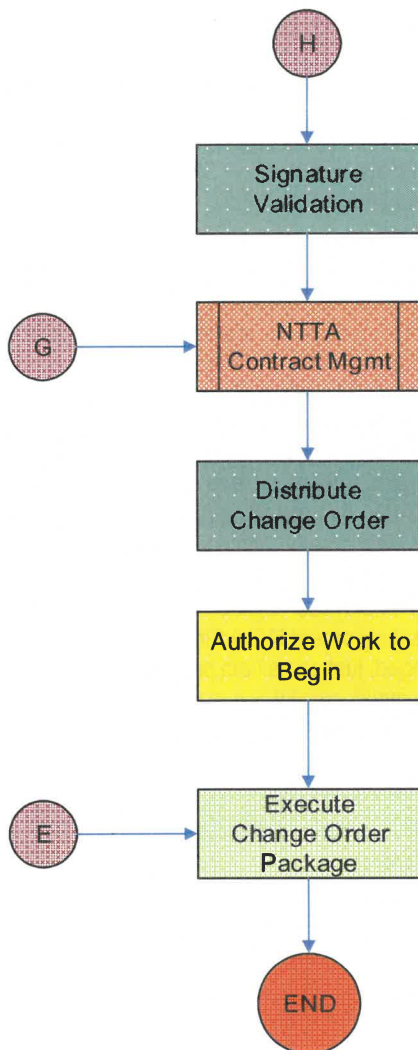 H
Signature
Validation
G
NTTA
Contract Mgmt
Distribute
Change Order
Authorize Work to
Begin
E
Execute
Change Order
Package
END